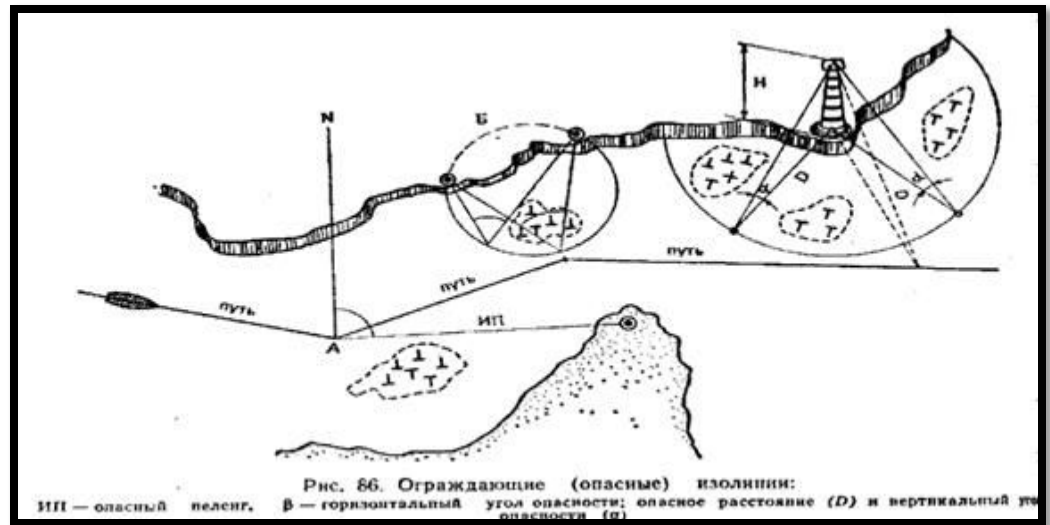 Н
N
Б
D
путь
путь
путь
ИП
А
Рис. 86. Ограждающие (опасные) изолинии:
ИП — опасный пеленг, β — горизонтальный угол опасности; опасное расстояние (D) и вертикальный
опасности (α)